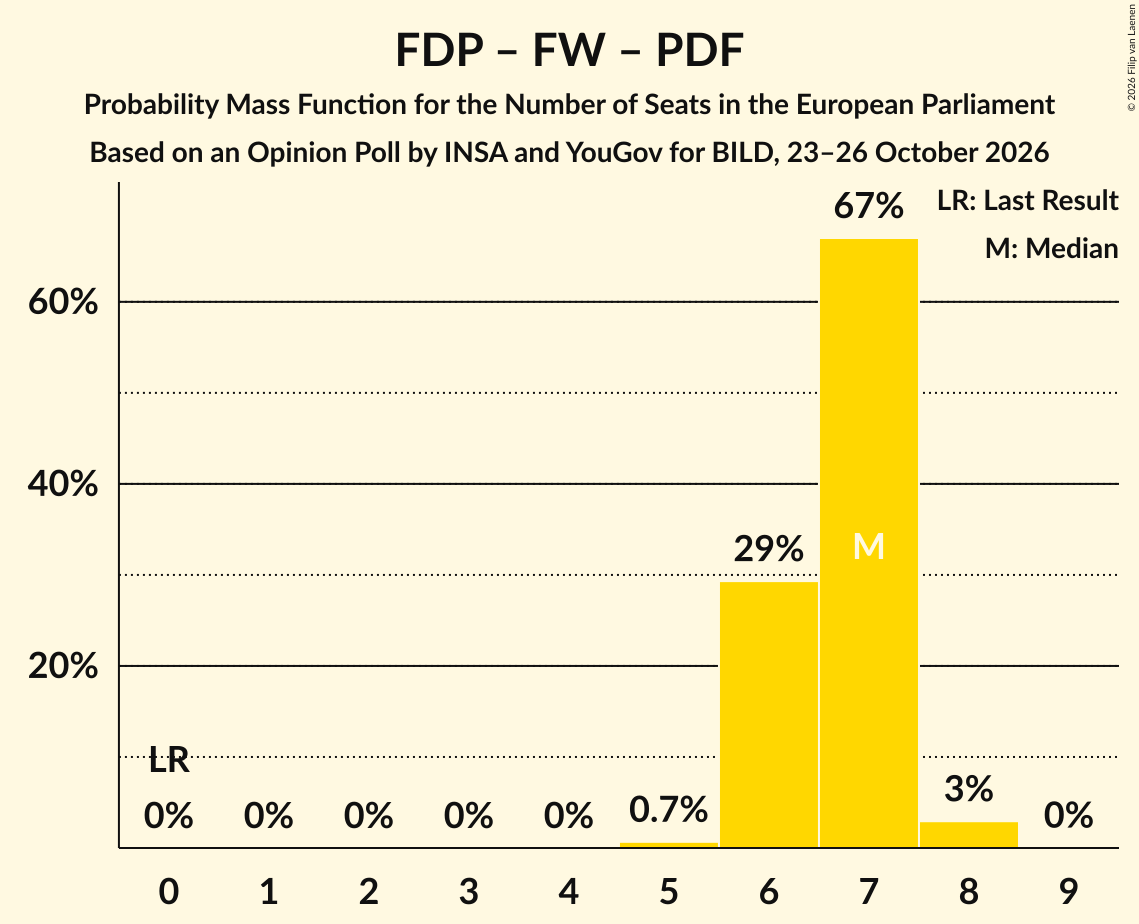 FDP – FW – PDF
Probability Mass Function for the Number of Seats in the European Parliament
Based on an Opinion Poll by INSA and YouGov for BILD, 23–26 October 2026
© 2026 Filip van Laenen
LR: Last Result
M: Median
67%
60%
40%
29%
M
20%
LR
0%
0%
0%
0%
0%
0.7%
3%
0%
0
1
2
3
4
5
6
7
8
9